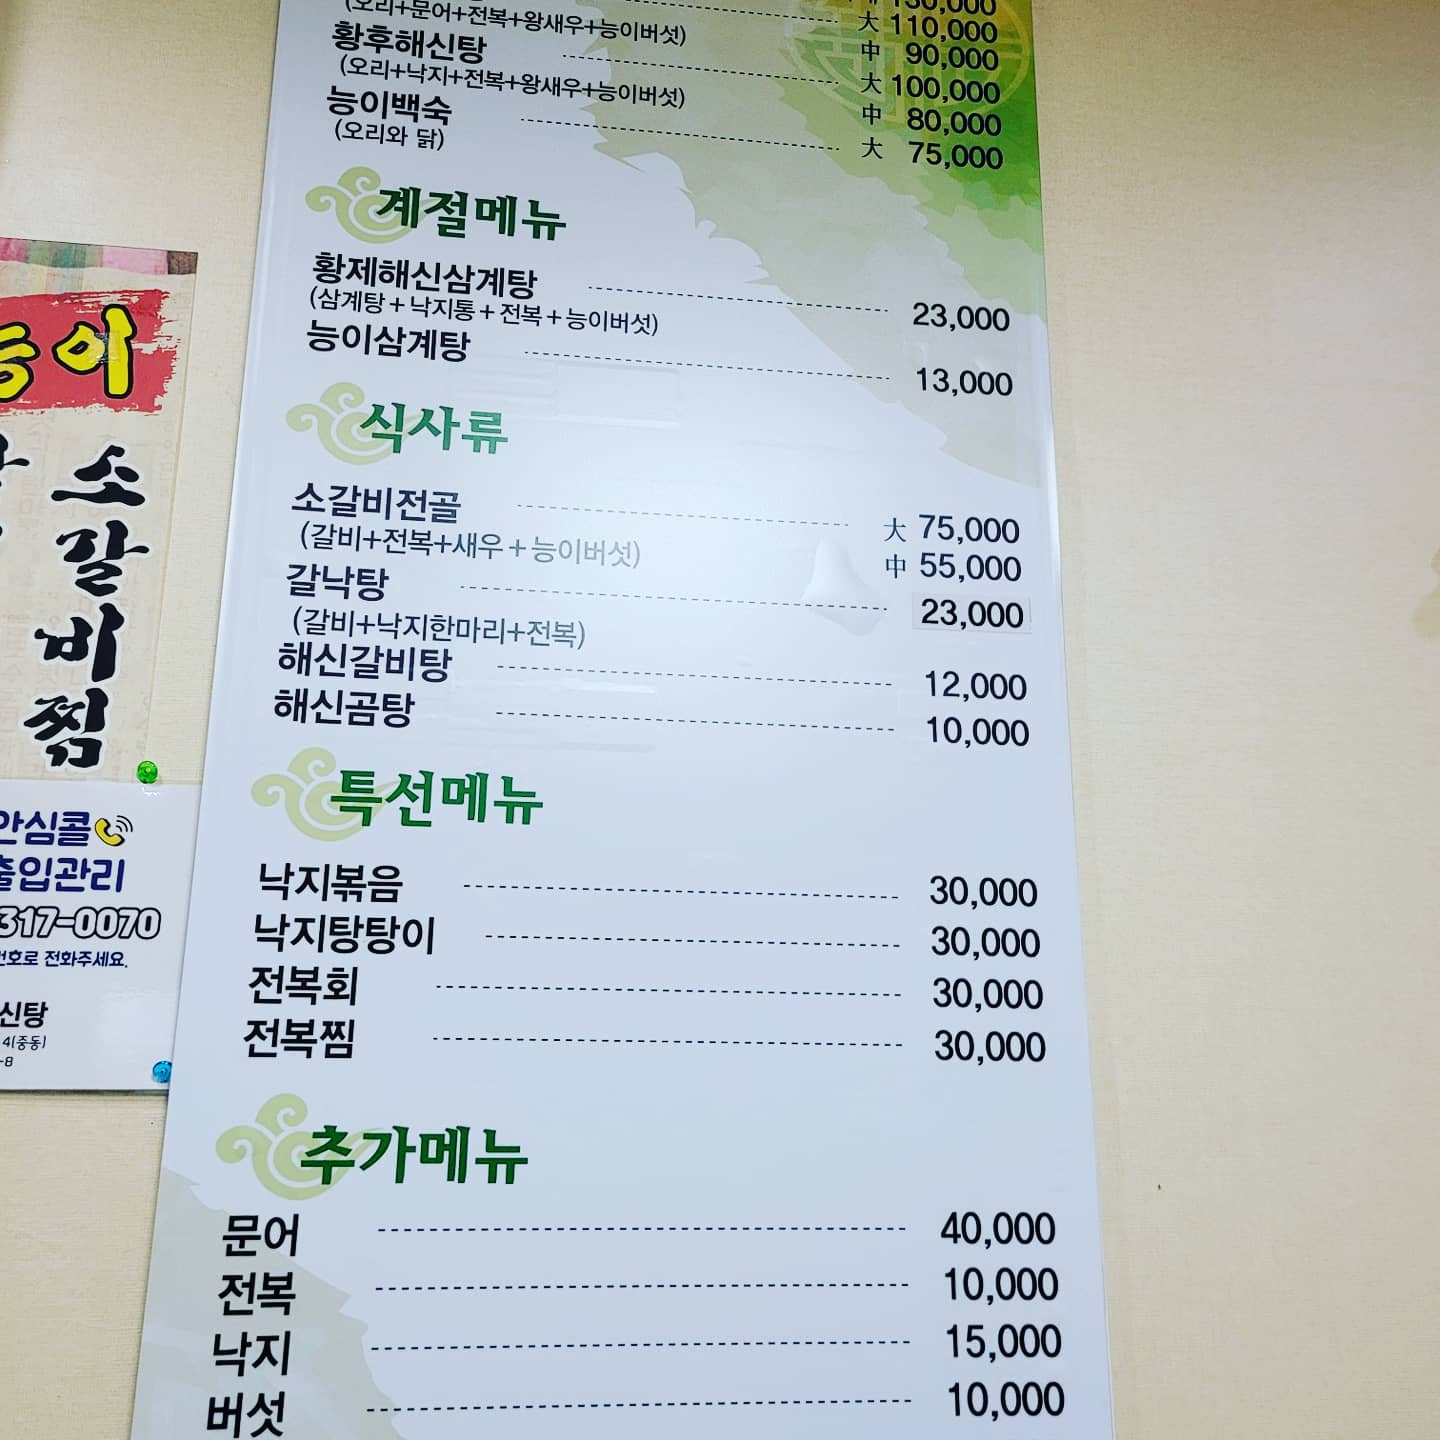 130,000
(오리+문어+전복+왕새우+능이버섯)
大 110,000
황후해신탕
中 90,000
(오리+낙지+전복+왕새우+능이버섯)
大 100,000
능이백숙
中 80,000
(오리와 닭)
大 75,000
계절메뉴
황제해신삼계탕 23,000
(삼계탕+낙지통+전복+능이버섯)
능이삼계탕 13,000
식사류
소갈비전골 大 75,000
(갈비+전복+새우+능이버섯) 中 55,000
갈낙탕 23,000
(갈비+낙지한마리+전복)
해신갈비탕 12,000
해신곰탕 10,000
특선메뉴
낙지볶음 30,000
낙지탕탕이 30,000
전복회 30,000
전복찜 30,000
추가메뉴
문어 40,000
전복 10,000
낙지 15,000
버섯 10,000
능이
소갈비찜
안심콜
출입관리
317-0070
번호로 전화주세요.
신탕
4(중동)
-8